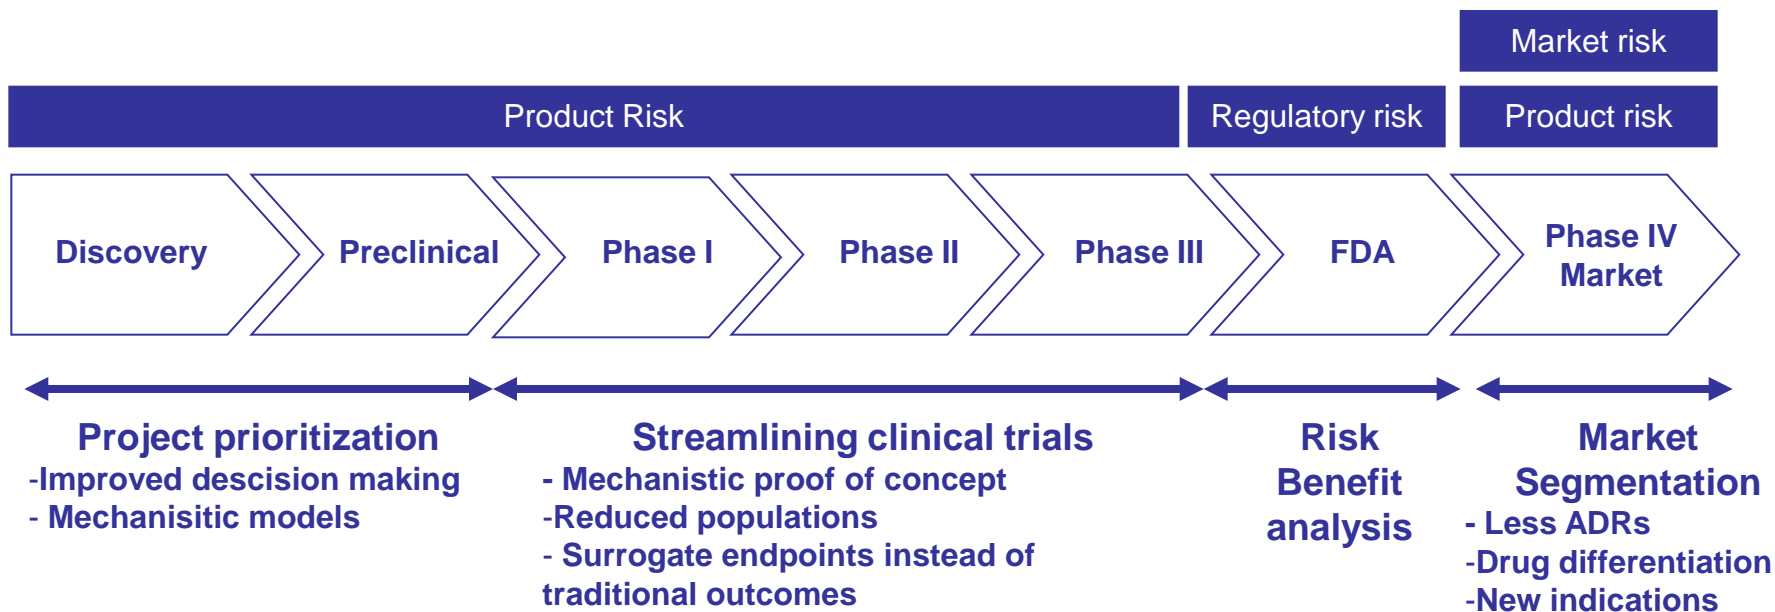 Market risk
Product Risk
Regulatory risk
Product risk
Discovery
Preclinical
Phase I
Phase II
Phase III
FDA
Phase IV
Market
Project prioritization
-Improved descision making
- Mechanisitic models
Streamlining clinical trials
- Mechanistic proof of concept
-Reduced populations
- Surrogate endpoints instead of
traditional outcomes
Risk
Benefit
analysis
Market
Segmentation
- Less ADRs
-Drug differentiation
-New indications